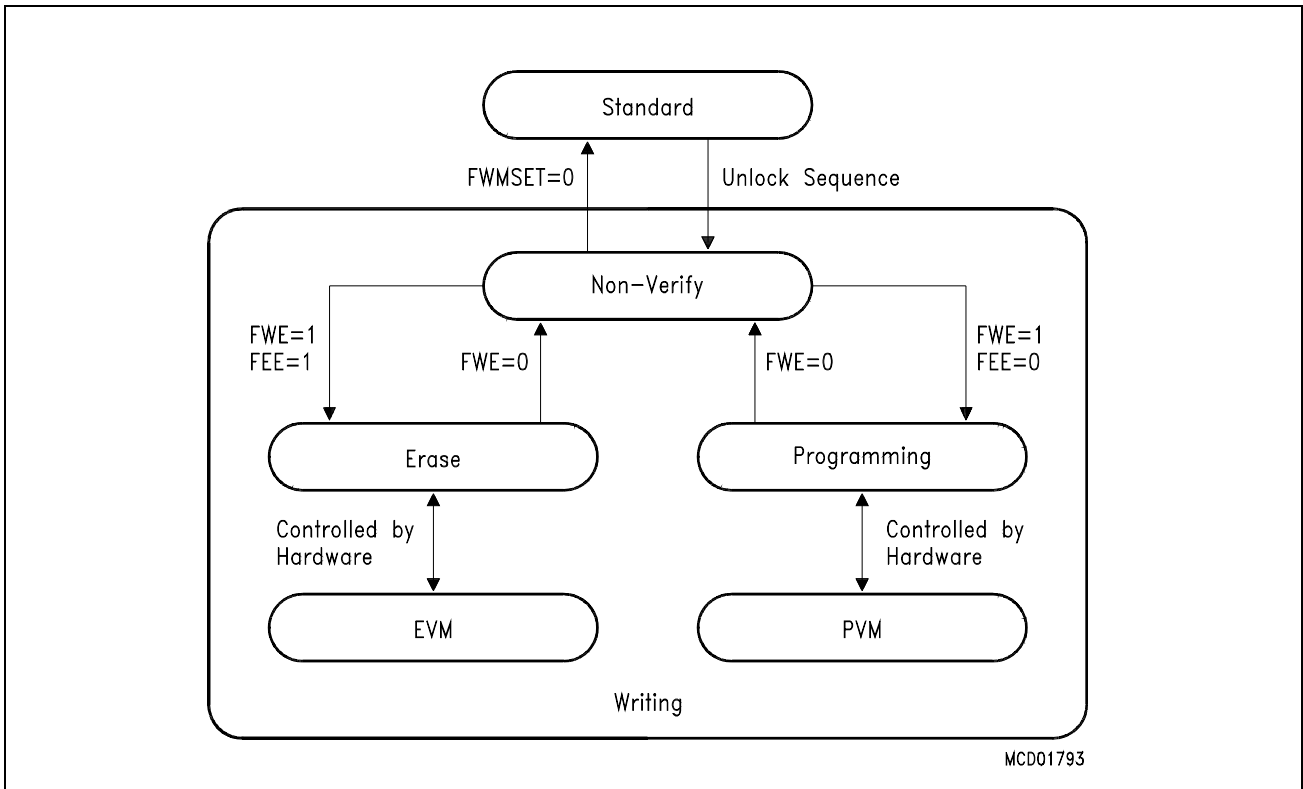 Standard
FWMSET=0
Unlock Sequence
Non-Verify
FWE=1
FEE=1
FWE=0
FWE=0
FWE=1
FEE=0
Erase
Programming
Controlled by
Hardware
Controlled by
Hardware
EVM
PVM
Writing
MCD01793